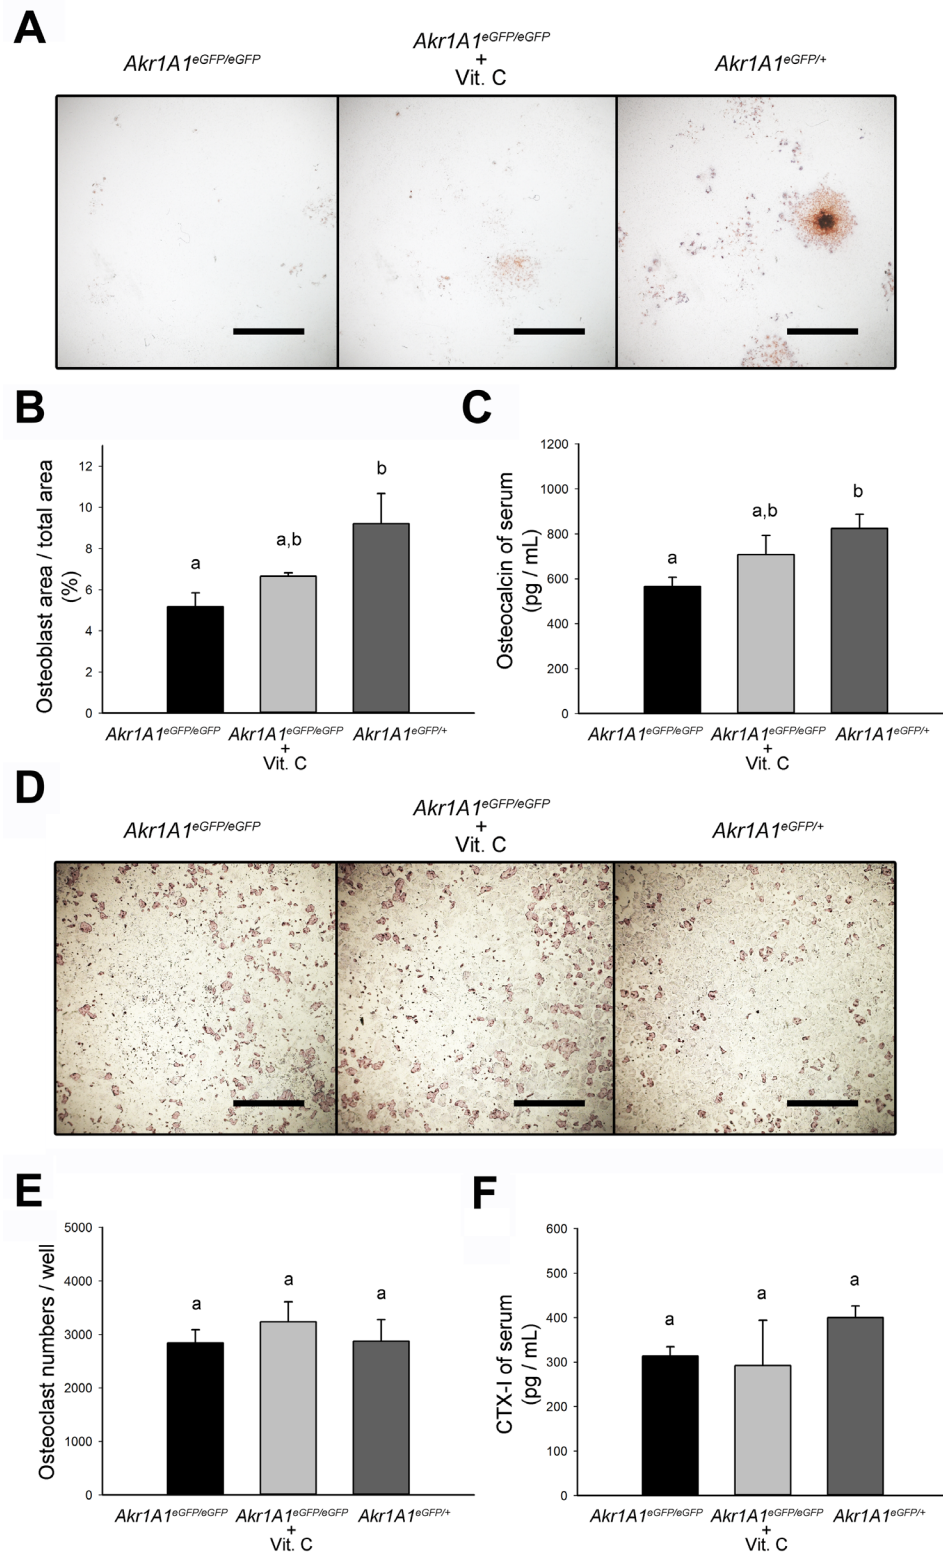 A
Akr1A1eGFP/eGFP
Akr1A1eGFP/eGFP
+
Vit. C
Akr1A1eGFP/+
B
Osteoblast area / total area
(%)
12
10
8
6
4
2
0
a
a,b
b
Akr1A1eGFP/eGFP
Akr1A1eGFP/eGFP
+
Vit. C
Akr1A1eGFP/+
C
Osteocalcin of serum
(pg / mL)
1200
1000
800
600
400
200
0
a
a,b
b
Akr1A1eGFP/eGFP
Akr1A1eGFP/eGFP
+
Vit. C
Akr1A1eGFP/+
D
Akr1A1eGFP/eGFP
Akr1A1eGFP/eGFP
+
Vit. C
Akr1A1eGFP/+
E
Osteoclast numbers / well
5000
4000
3000
2000
1000
0
a
a
a
Akr1A1eGFP/eGFP
Akr1A1eGFP/eGFP
+
Vit. C
Akr1A1eGFP/+
F
CTX-I of serum
(pg / mL)
600
500
400
300
200
100
0
a
a
a
Akr1A1eGFP/eGFP
Akr1A1eGFP/eGFP
+
Vit. C
Akr1A1eGFP/+